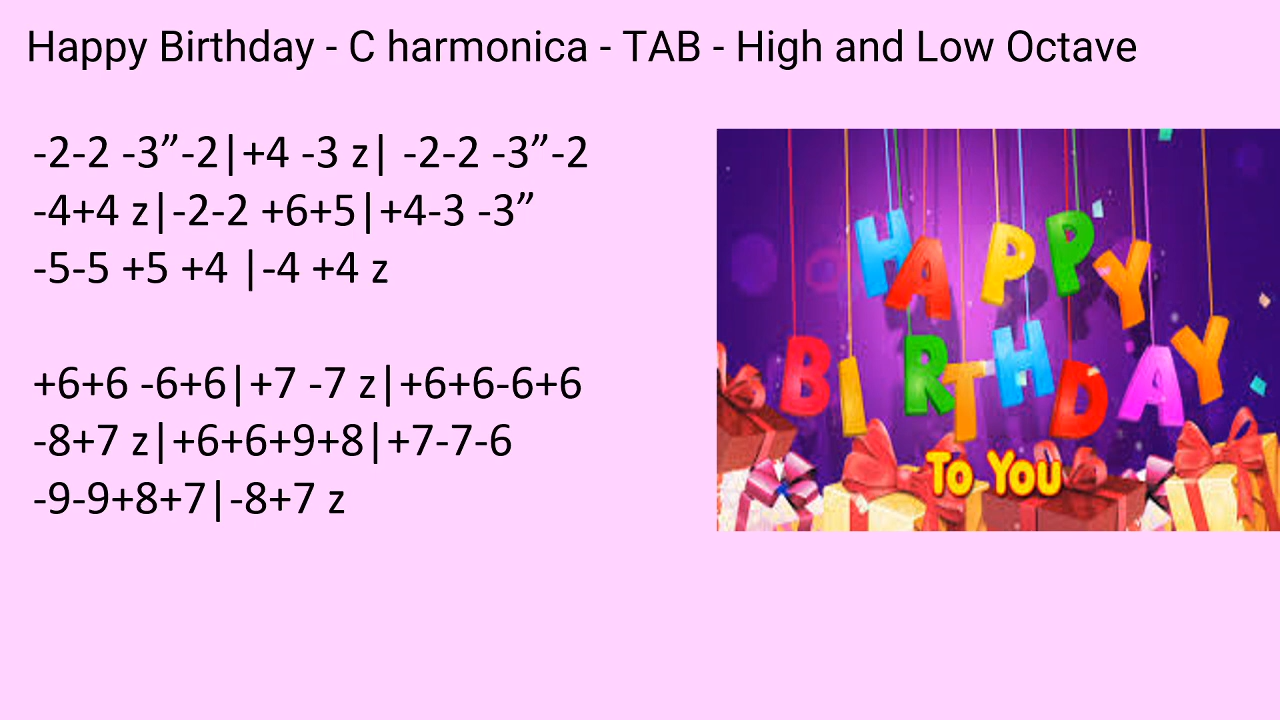 Happy Birthday - C harmonica - TAB - High and Low Octave
-2-2 -3”-2|+4 -3 z| -2-2 -3”-2
-4+4 z|-2-2 +6+5|+4-3 -3”
-5-5 +5 +4 |-4 +4 z
+6+6 -6+6|+7 -7 z|+6+6-6+6
-8+7 z|+6+6+9+8|+7-7-6
-9-9+8+7|-8+7 z
HAPPY
BIRTHDAY
To You